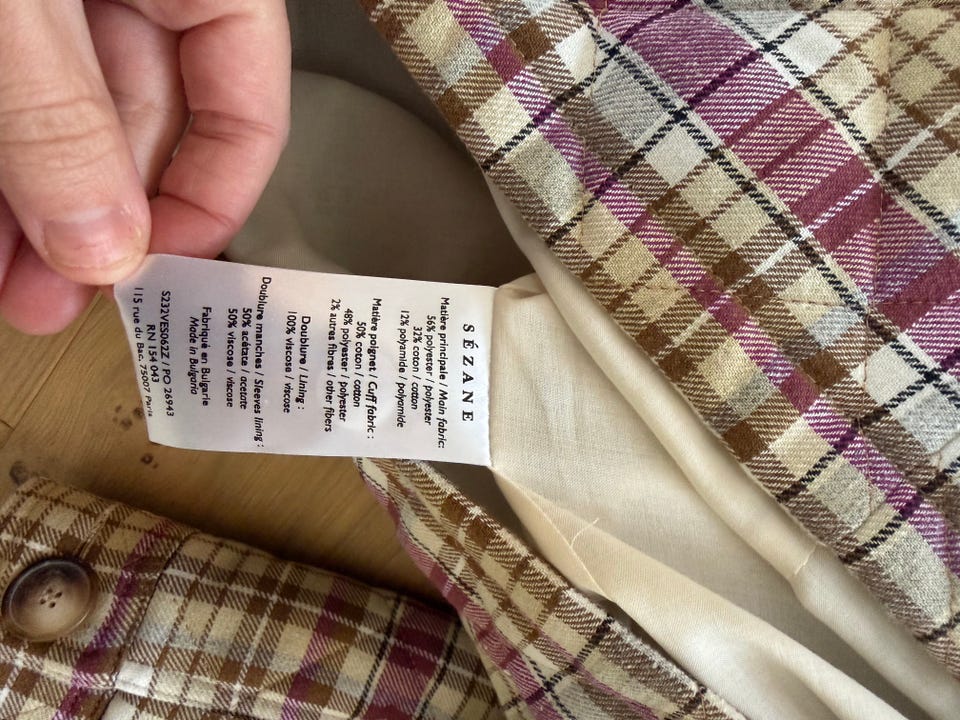 SÉZANE
Matière principale / Main fabric:
56% polyester / polyester
32% coton / cotton
12% polyamide / polyamide
Matière poignet / Cuff fabric :
50% coton / cotton
48% polyester / polyester
2% autres fibres / other fibers
Doublure / Lining :
100% viscose / viscose
Doublure manches / Sleeves lining :
50% acétate / acetate
50% viscose / viscose
Fabriqué en Bulgarie
Made in Bulgaria
S232VES062Z / PO 26943
RN 154 043
115 rue du Bac, 75007 Paris